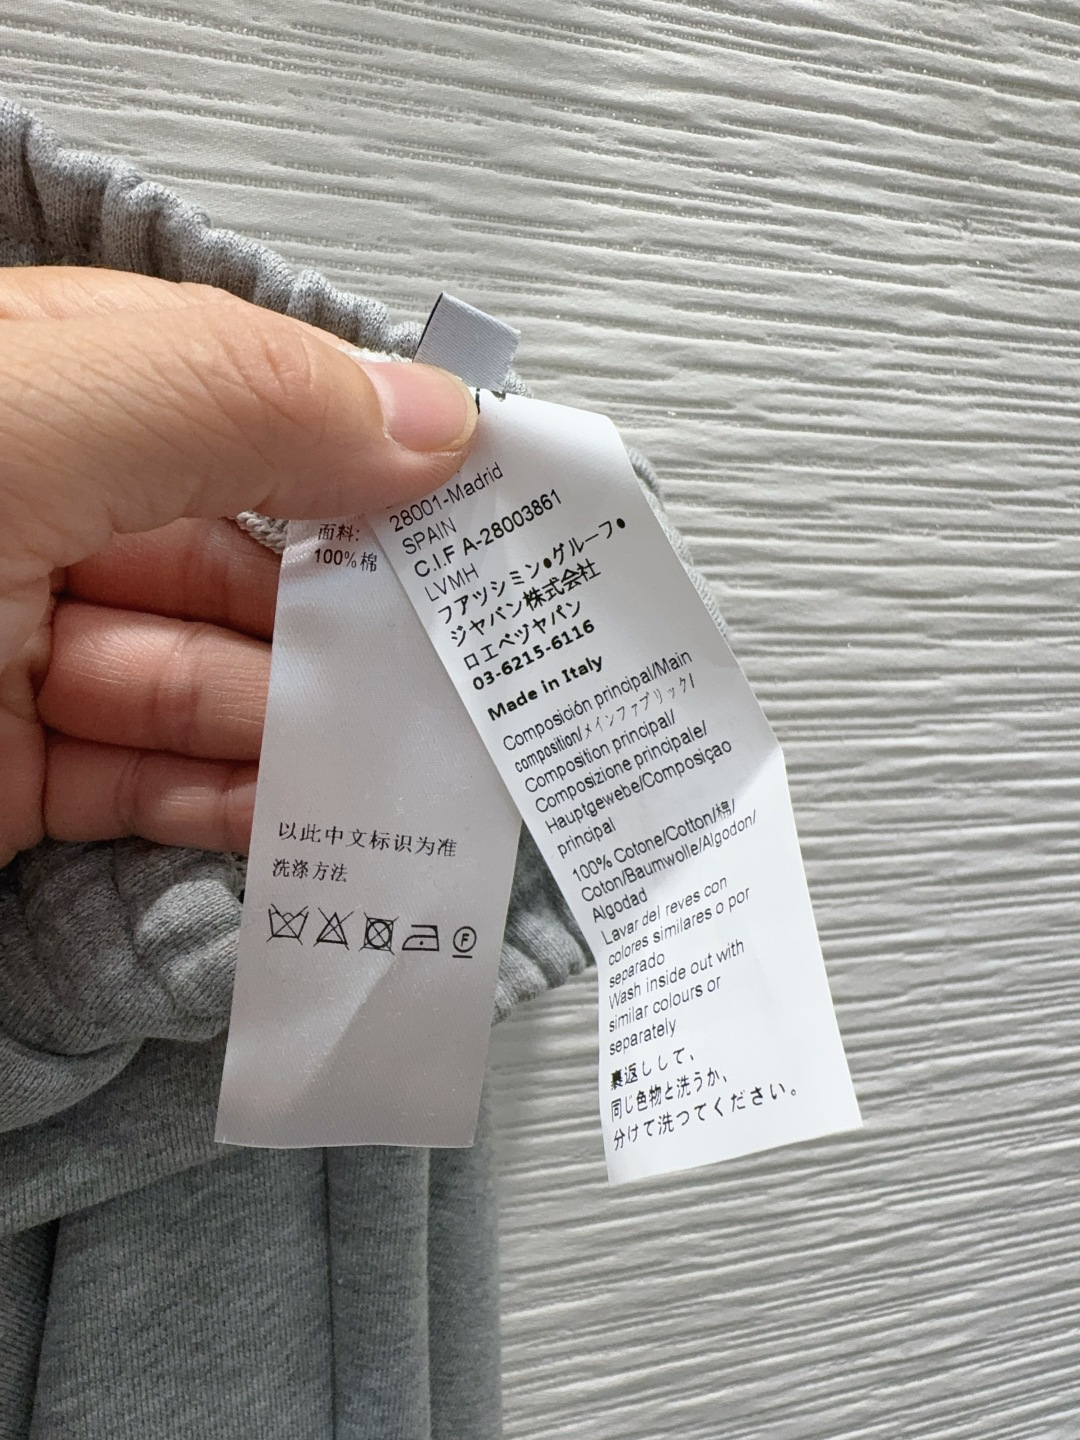 面料:
100%棉
以此中文标识为准
洗涤方法
F
28001-Madrid
SPAIN
C.I.F A-28003861
LVMH
フアツシミン●グループ●
ジヤパン株式会社
ロエベヅヤパン
03-6215-6116
Made in Italy
Composición principal/Main
composition/メインファブリック/
Composition principal/
Composizione principale/
Hauptgewebe/Composiçao
principal
100% Cotone/Cotton/棉/
Coton/Baumwolle/Algodon/
Algodad
Lavar del reves con
colores similares o por
separado
Wash inside out with
similar colours or
separately
裏返しして、
同じ色物と洗うか、
分けて洗つてください。